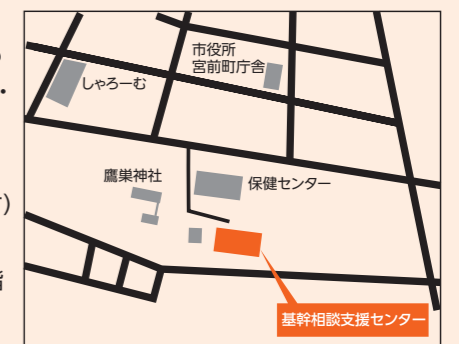 市役所
宮前町庁舎
しゃろーむ
鷹巣神社
保健センター
基幹相談支援センター